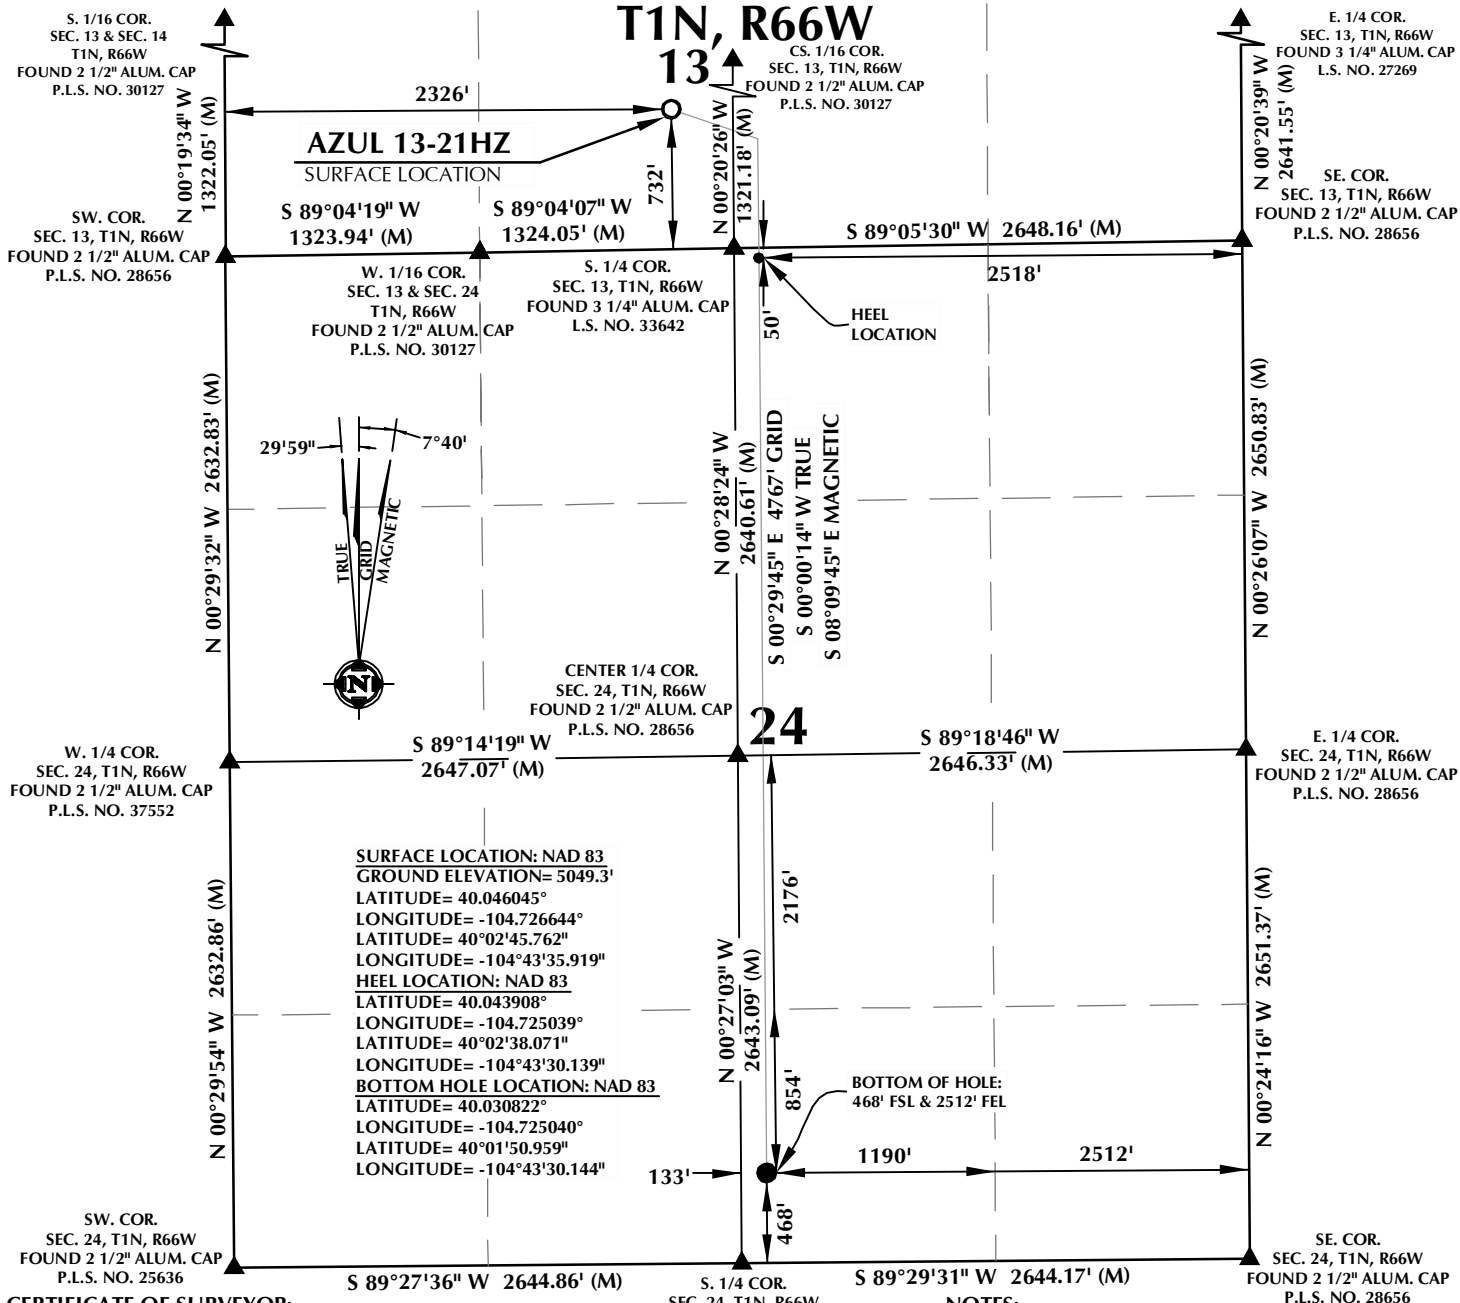 T1N, R66W
13
S. 1/16 COR.
SEC. 13 & SEC. 14
T1N, R66W
FOUND 2 1/2" ALUM. CAP
P.L.S. NO. 30127
CS. 1/16 COR.
SEC. 13, T1N, R66W
FOUND 2 1/2" ALUM. CAP
P.L.S. NO. 30127
E. 1/4 COR.
SEC. 13, T1N, R66W
FOUND 3 1/4" ALUM. CAP
L.S. NO. 27269
N 00°19'34" W
1322.05' (M)
2326'
AZUL 13-21HZ
SURFACE LOCATION
732'
N 00°20'26" W
1321.18' (M)
N 00°20'39" W
2641.55' (M)
SW. COR.
SEC. 13, T1N, R66W
FOUND 2 1/2" ALUM. CAP
P.L.S. NO. 28656
S 89°04'19" W
1323.94' (M)
S 89°04'07" W
1324.05' (M)
S 89°05'30" W 2648.16' (M)
SE. COR.
SEC. 13, T1N, R66W
FOUND 2 1/2" ALUM. CAP
P.L.S. NO. 28656
W. 1/16 COR.
SEC. 13 & SEC. 24
T1N, R66W
FOUND 2 1/2" ALUM. CAP
P.L.S. NO. 30127
S. 1/4 COR.
SEC. 13, T1N, R66W
FOUND 3 1/4" ALUM. CAP
L.S. NO. 33642
2518'
50'
HEEL
LOCATION
N 00°29'32" W 2632.83' (M)
29'59"
7°40'
TRUE
GRID
MAGNETIC
N
N 00°28'24" W
2640.61' (M)
S 00°29'45" E 4767' GRID
S 00°00'14" W TRUE
S 08°09'45" E MAGNETIC
N 00°26'07" W 2650.83' (M)
CENTER 1/4 COR.
SEC. 24, T1N, R66W
FOUND 2 1/2" ALUM. CAP
P.L.S. NO. 28656
24
W. 1/4 COR.
SEC. 24, T1N, R66W
FOUND 2 1/2" ALUM. CAP
P.L.S. NO. 37552
S 89°14'19" W
2647.07' (M)
S 89°18'46" W
2646.33' (M)
E. 1/4 COR.
SEC. 24, T1N, R66W
FOUND 2 1/2" ALUM. CAP
P.L.S. NO. 28656
SURFACE LOCATION: NAD 83
GROUND ELEVATION= 5049.3'
LATITUDE= 40.046045°
LONGITUDE= -104.726644°
LATITUDE= 40°02'45.762"
LONGITUDE= -104°43'35.919"
HEEL LOCATION: NAD 83
LATITUDE= 40.043908°
LONGITUDE= -104.725039°
LATITUDE= 40°02'38.071"
LONGITUDE= -104°43'30.139"
BOTTOM HOLE LOCATION: NAD 83
LATITUDE= 40.030822°
LONGITUDE= -104.725040°
LATITUDE= 40°01'50.959"
LONGITUDE= -104°43'30.144"
N 00°29'54" W 2632.86' (M)
N 00°27'03" W
2643.09' (M)
2176'
854'
N 00°24'16" W 2651.37' (M)
BOTTOM OF HOLE:
468' FSL & 2512' FEL
133'
1190'
2512'
468'
SW. COR.
SEC. 24, T1N, R66W
FOUND 2 1/2" ALUM. CAP
P.L.S. NO. 25636
S 89°27'36" W 2644.86' (M)
S. 1/4 COR.
SEC. 24, T1N, R66W
S 89°29'31" W 2644.17' (M)
SE. COR.
SEC. 24, T1N, R66W
FOUND 2 1/2" ALUM. CAP
P.L.S. NO. 28656
CERTIFICATE OF SURVEYOR:
NOTES: